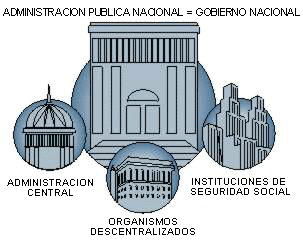 ADMINISTRACION PUBLICA NACIONAL = GOBIERNO NACIONAL
ADMINISTRACION
CENTRAL
ORGANISMOS
DESCENTRALIZADOS
INSTITUCIONES DE
SEGURIDAD SOCIAL